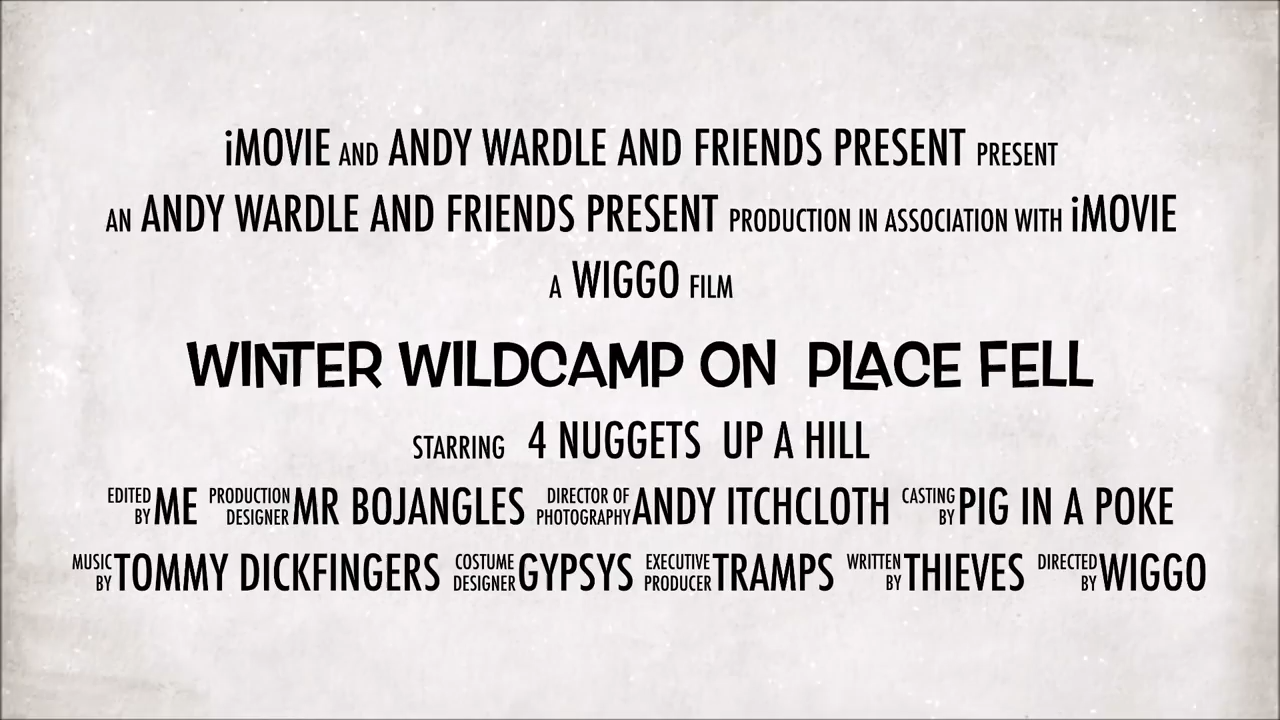 iMOVIE AND ANDY WARDLE AND FRIENDS PRESENT PRESENT
AN ANDY WARDLE AND FRIENDS PRESENT PRODUCTION IN ASSOCIATION WITH iMOVIE
A WIGGO FILM
WINTER WILDCAMP ON PLACE FELL
STARRING 4 NUGGETS UP A HILL
EDITED BY ME PRODUCTION DESIGNER MR BOJANGLES DIRECTOR OF PHOTOGRAPHY ANDY ITCHCLOTH CASTING BY PIG IN A POKE
MUSIC BY TOMMY DICKFINGERS COSTUME DESIGNER GYPSYS EXECUTIVE PRODUCER TRAMPS WRITTEN BY THIEVES DIRECTED BY WIGGO